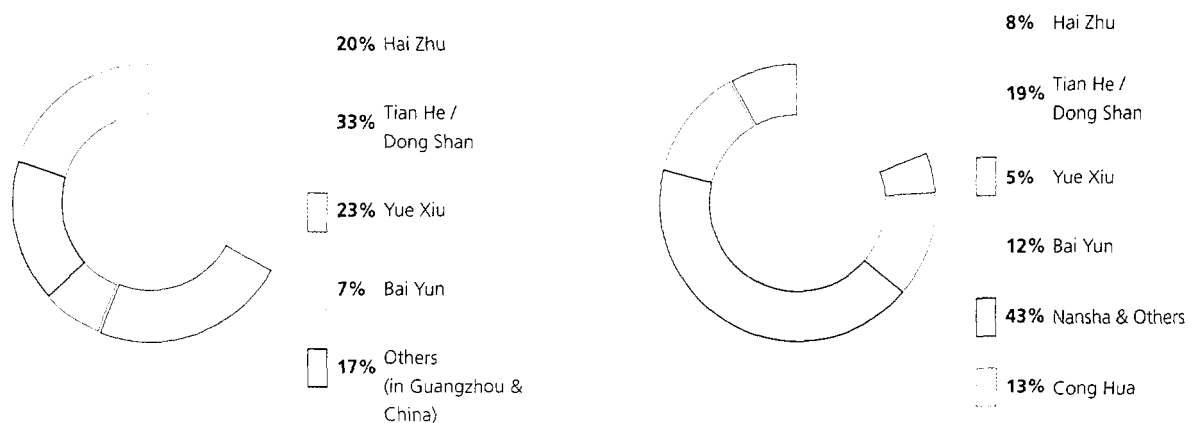 20% Hai Zhu
33% Tian He /
Dong Shan
23% Yue Xiu
7% Bai Yun
17% Others
(in Guangzhou &
China)
8% Hai Zhu
19% Tian He /
Dong Shan
5% Yue Xiu
12% Bai Yun
43% Nansha & Others
13% Cong Hua